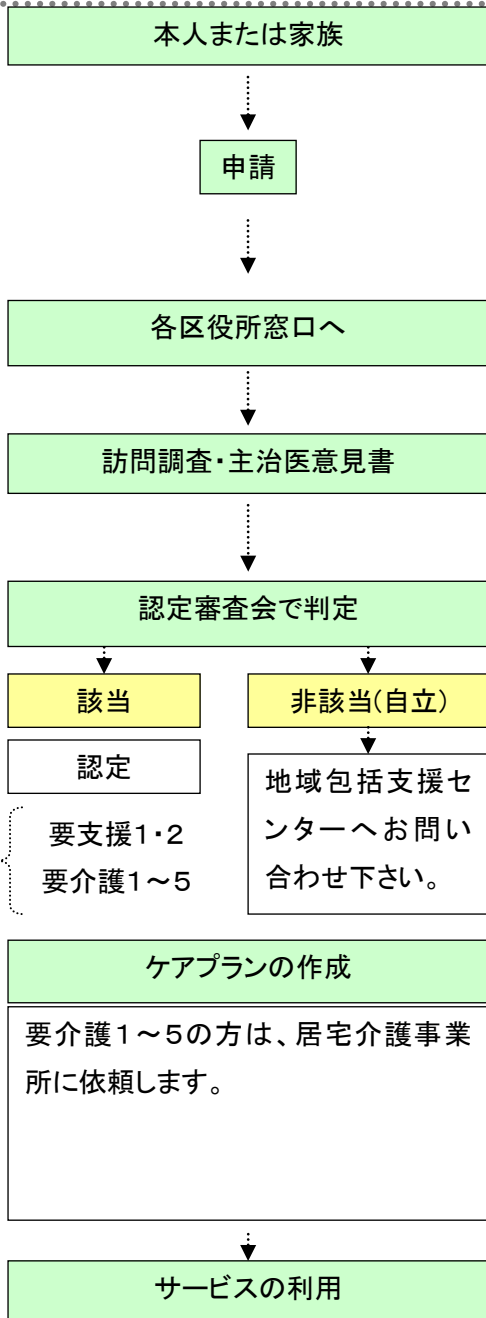 本人または家族
申請
各区役所窓口へ
訪問調査・主治医意見書
認定審査会で判定
該当
非該当(自立)
認定
要支援1・2
要介護1～5
地域包括支援セ
ンターへお問い
合わせ下さい。
ケアプランの作成
要介護1～5の方は、居宅介護事業
所に依頼します。
サービスの利用